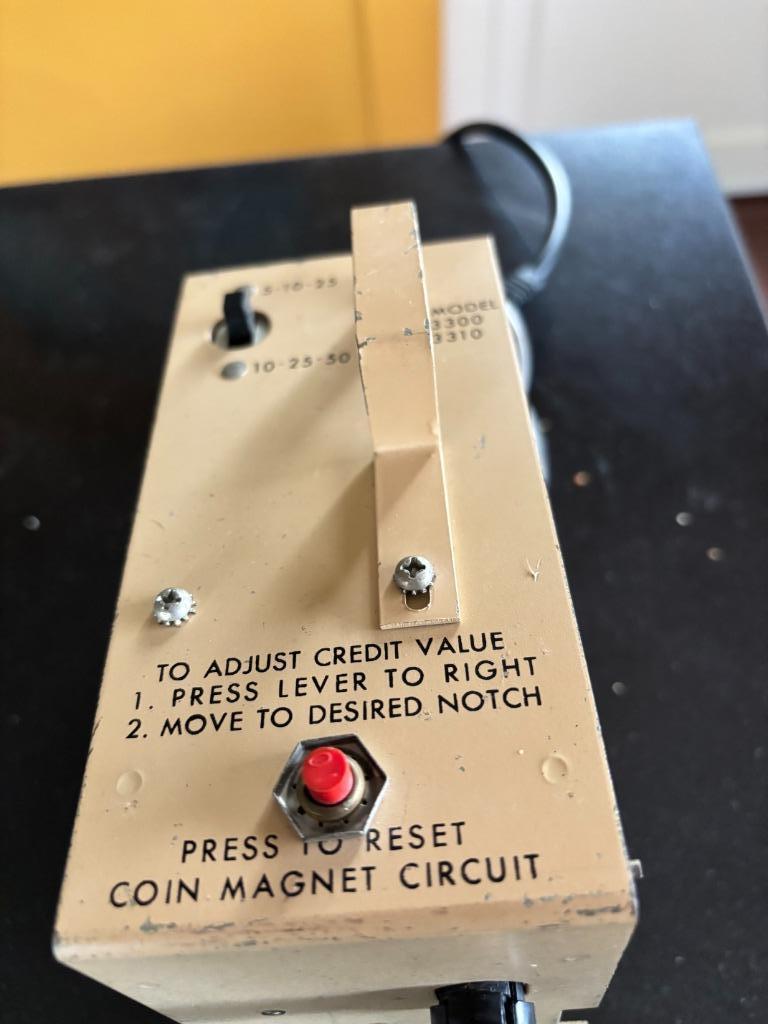 5-10-25
MODEL
3300
3310
10-25-50
TO ADJUST CREDIT VALUE
1. PRESS LEVER TO RIGHT
2. MOVE TO DESIRED NOTCH
PRESS TO RESET
COIN MAGNET CIRCUIT